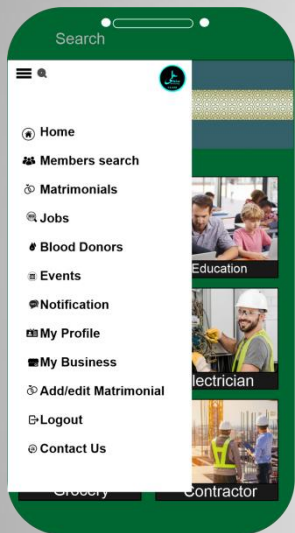 Search
Home
Members search
Matrimonials
Jobs
Blood Donors
Events
Notification
My Profile
My Business
Add/edit Matrimonial
Logout
Contact Us
Education
lectrician
Grocery
Contractor